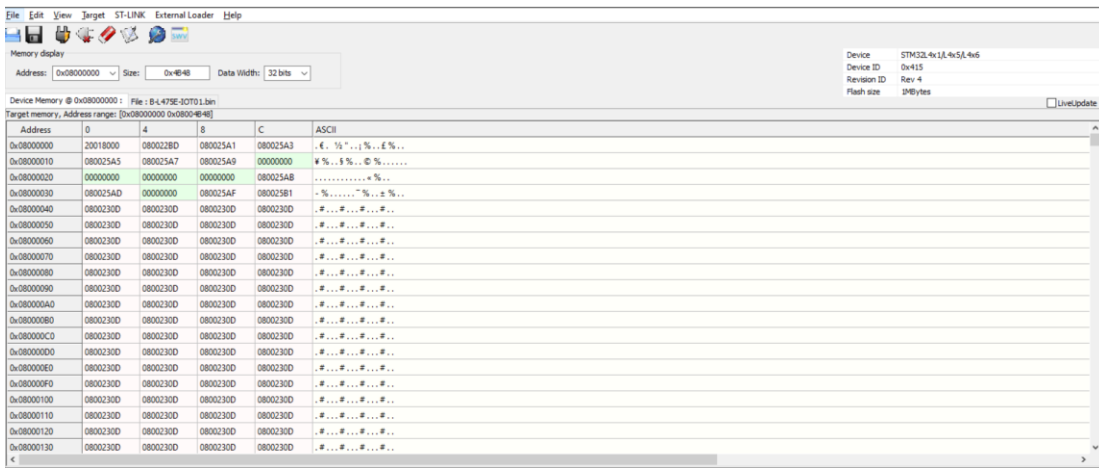 File Edit View Target ST-LINK External Loader Help
SWV
Memory display
Address: 0x08000000 Size: 0x4B48 Data Width: 32 bits
Device STM32L4x1/L4x5/L4x6
Device ID 0x415
Revision ID Rev 4
Flash size 1MBytes
LiveUpdate
Device Memory @ 0x08000000 : File : B-L475E-IOT01.bin
Target memory, Address range: [0x08000000 0x08004B48]
Address 0 4 8 C ASCII
0x08000000 20018000 080022BD 080025A1 080025A3 .€. ½"..¡%..£%..
0x08000010 080025A5 080025A7 080025A9 00000000 ¥%..§%..©%......
0x08000020 00000000 00000000 00000000 080025AB ............«%..
0x08000030 080025AD 00000000 080025AF 080025B1 -%......¯%..±%..
0x08000040 0800230D 0800230D 0800230D 0800230D .#...#...#...#..
0x08000050 0800230D 0800230D 0800230D 0800230D .#...#...#...#..
0x08000060 0800230D 0800230D 0800230D 0800230D .#...#...#...#..
0x08000070 0800230D 0800230D 0800230D 0800230D .#...#...#...#..
0x08000080 0800230D 0800230D 0800230D 0800230D .#...#...#...#..
0x08000090 0800230D 0800230D 0800230D 0800230D .#...#...#...#..
0x080000A0 0800230D 0800230D 0800230D 0800230D .#...#...#...#..
0x080000B0 0800230D 0800230D 0800230D 0800230D .#...#...#...#..
0x080000C0 0800230D 0800230D 0800230D 0800230D .#...#...#...#..
0x080000D0 0800230D 0800230D 0800230D 0800230D .#...#...#...#..
0x080000E0 0800230D 0800230D 0800230D 0800230D .#...#...#...#..
0x080000F0 0800230D 0800230D 0800230D 0800230D .#...#...#...#..
0x08000100 0800230D 0800230D 0800230D 0800230D .#...#...#...#..
0x08000110 0800230D 0800230D 0800230D 0800230D .#...#...#...#..
0x08000120 0800230D 0800230D 0800230D 0800230D .#...#...#...#..
0x08000130 0800230D 0800230D 0800230D 0800230D .#...#...#...#..